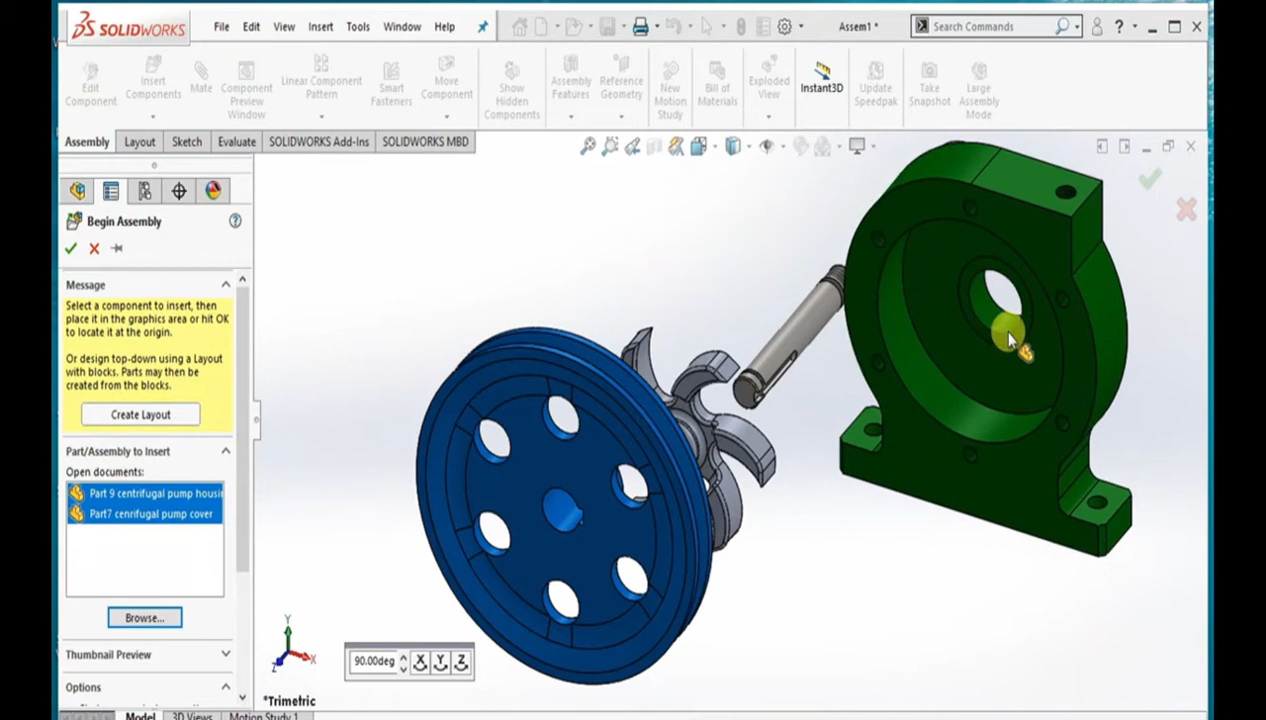 SOLIDWORKS File Edit View Insert Tools Window Help Assem1 * Search Commands ?
Edit Component
Insert Components
Mate
Component Preview Window
Linear Component Pattern
Smart Fasteners
Move Component
Show Hidden Components
Assembly Features
Reference Geometry
New Motion Study
Bill of Materials
Exploded View
Instant3D
Update Speedpak
Take Snapshot
Large Assembly Mode
Assembly Layout Sketch Evaluate SOLIDWORKS Add-Ins SOLIDWORKS MBD
Begin Assembly ?
Message
Select a component to insert, then
place it in the graphics area or hit OK
to locate it at the origin.
Or design top-down using a Layout
with blocks. Parts may then be
created from the blocks.
Create Layout
Part/Assembly to Insert
Open documents:
Part 9 centrifugal pump housi
Part7 cenrifugal pump cover
Browse...
Thumbnail Preview
Options
Y
X
Z
90.00deg X Y Z
*Trimetric
Model 3D Views Motion Study 1